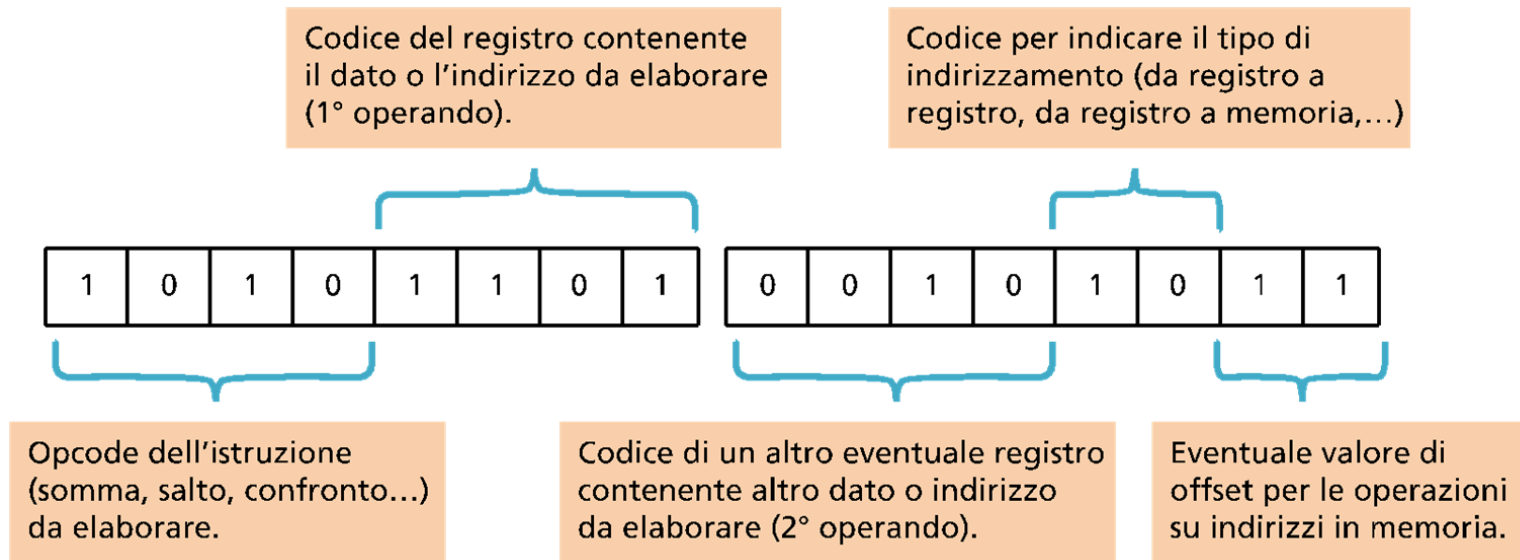 Codice del registro contenente
il dato o l'indirizzo da elaborare
(1° operando).
Codice per indicare il tipo di
indirizzamento (da registro a
registro, da registro a memoria,...)
1 0 1 0 1 1 0 1 0 0 1 0 1 0 1 1
Opcode dell'istruzione
(somma, salto, confronto...)
da elaborare.
Codice di un altro eventuale registro
contenente altro dato o indirizzo
da elaborare (2° operando).
Eventuale valore di
offset per le operazioni
su indirizzi in memoria.